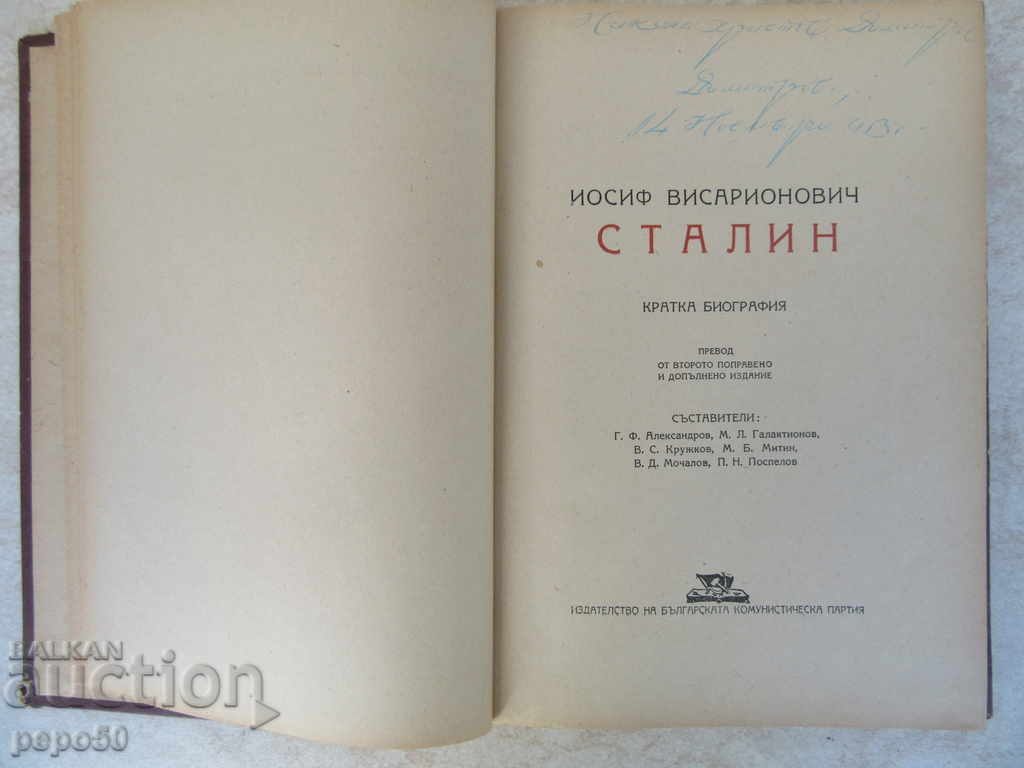 Димитров.,
14 Ноември
ИОСИФ ВИСАРИОНОВИЧ
СТАЛИН
КРАТКА БИОГРАФИЯ
ПРЕВОД
ОТ ВТОРОТО ПОПРАВЕНО
И ДОПЪЛНЕНО ИЗДАНИЕ
СЪСТАВИТЕЛИ:
Г. Ф. Александров, М. Л. Галактионов,
В. С. Кружков, М. Б. Митин,
В. Д. Мочалов, П. Н. Поспелов
ИЗДАТЕЛСТВО НА БЪЛГАРСКАТА КОМУНИСТИЧЕСКА ПАРТИЯ
BALKAN
auction
pepo50